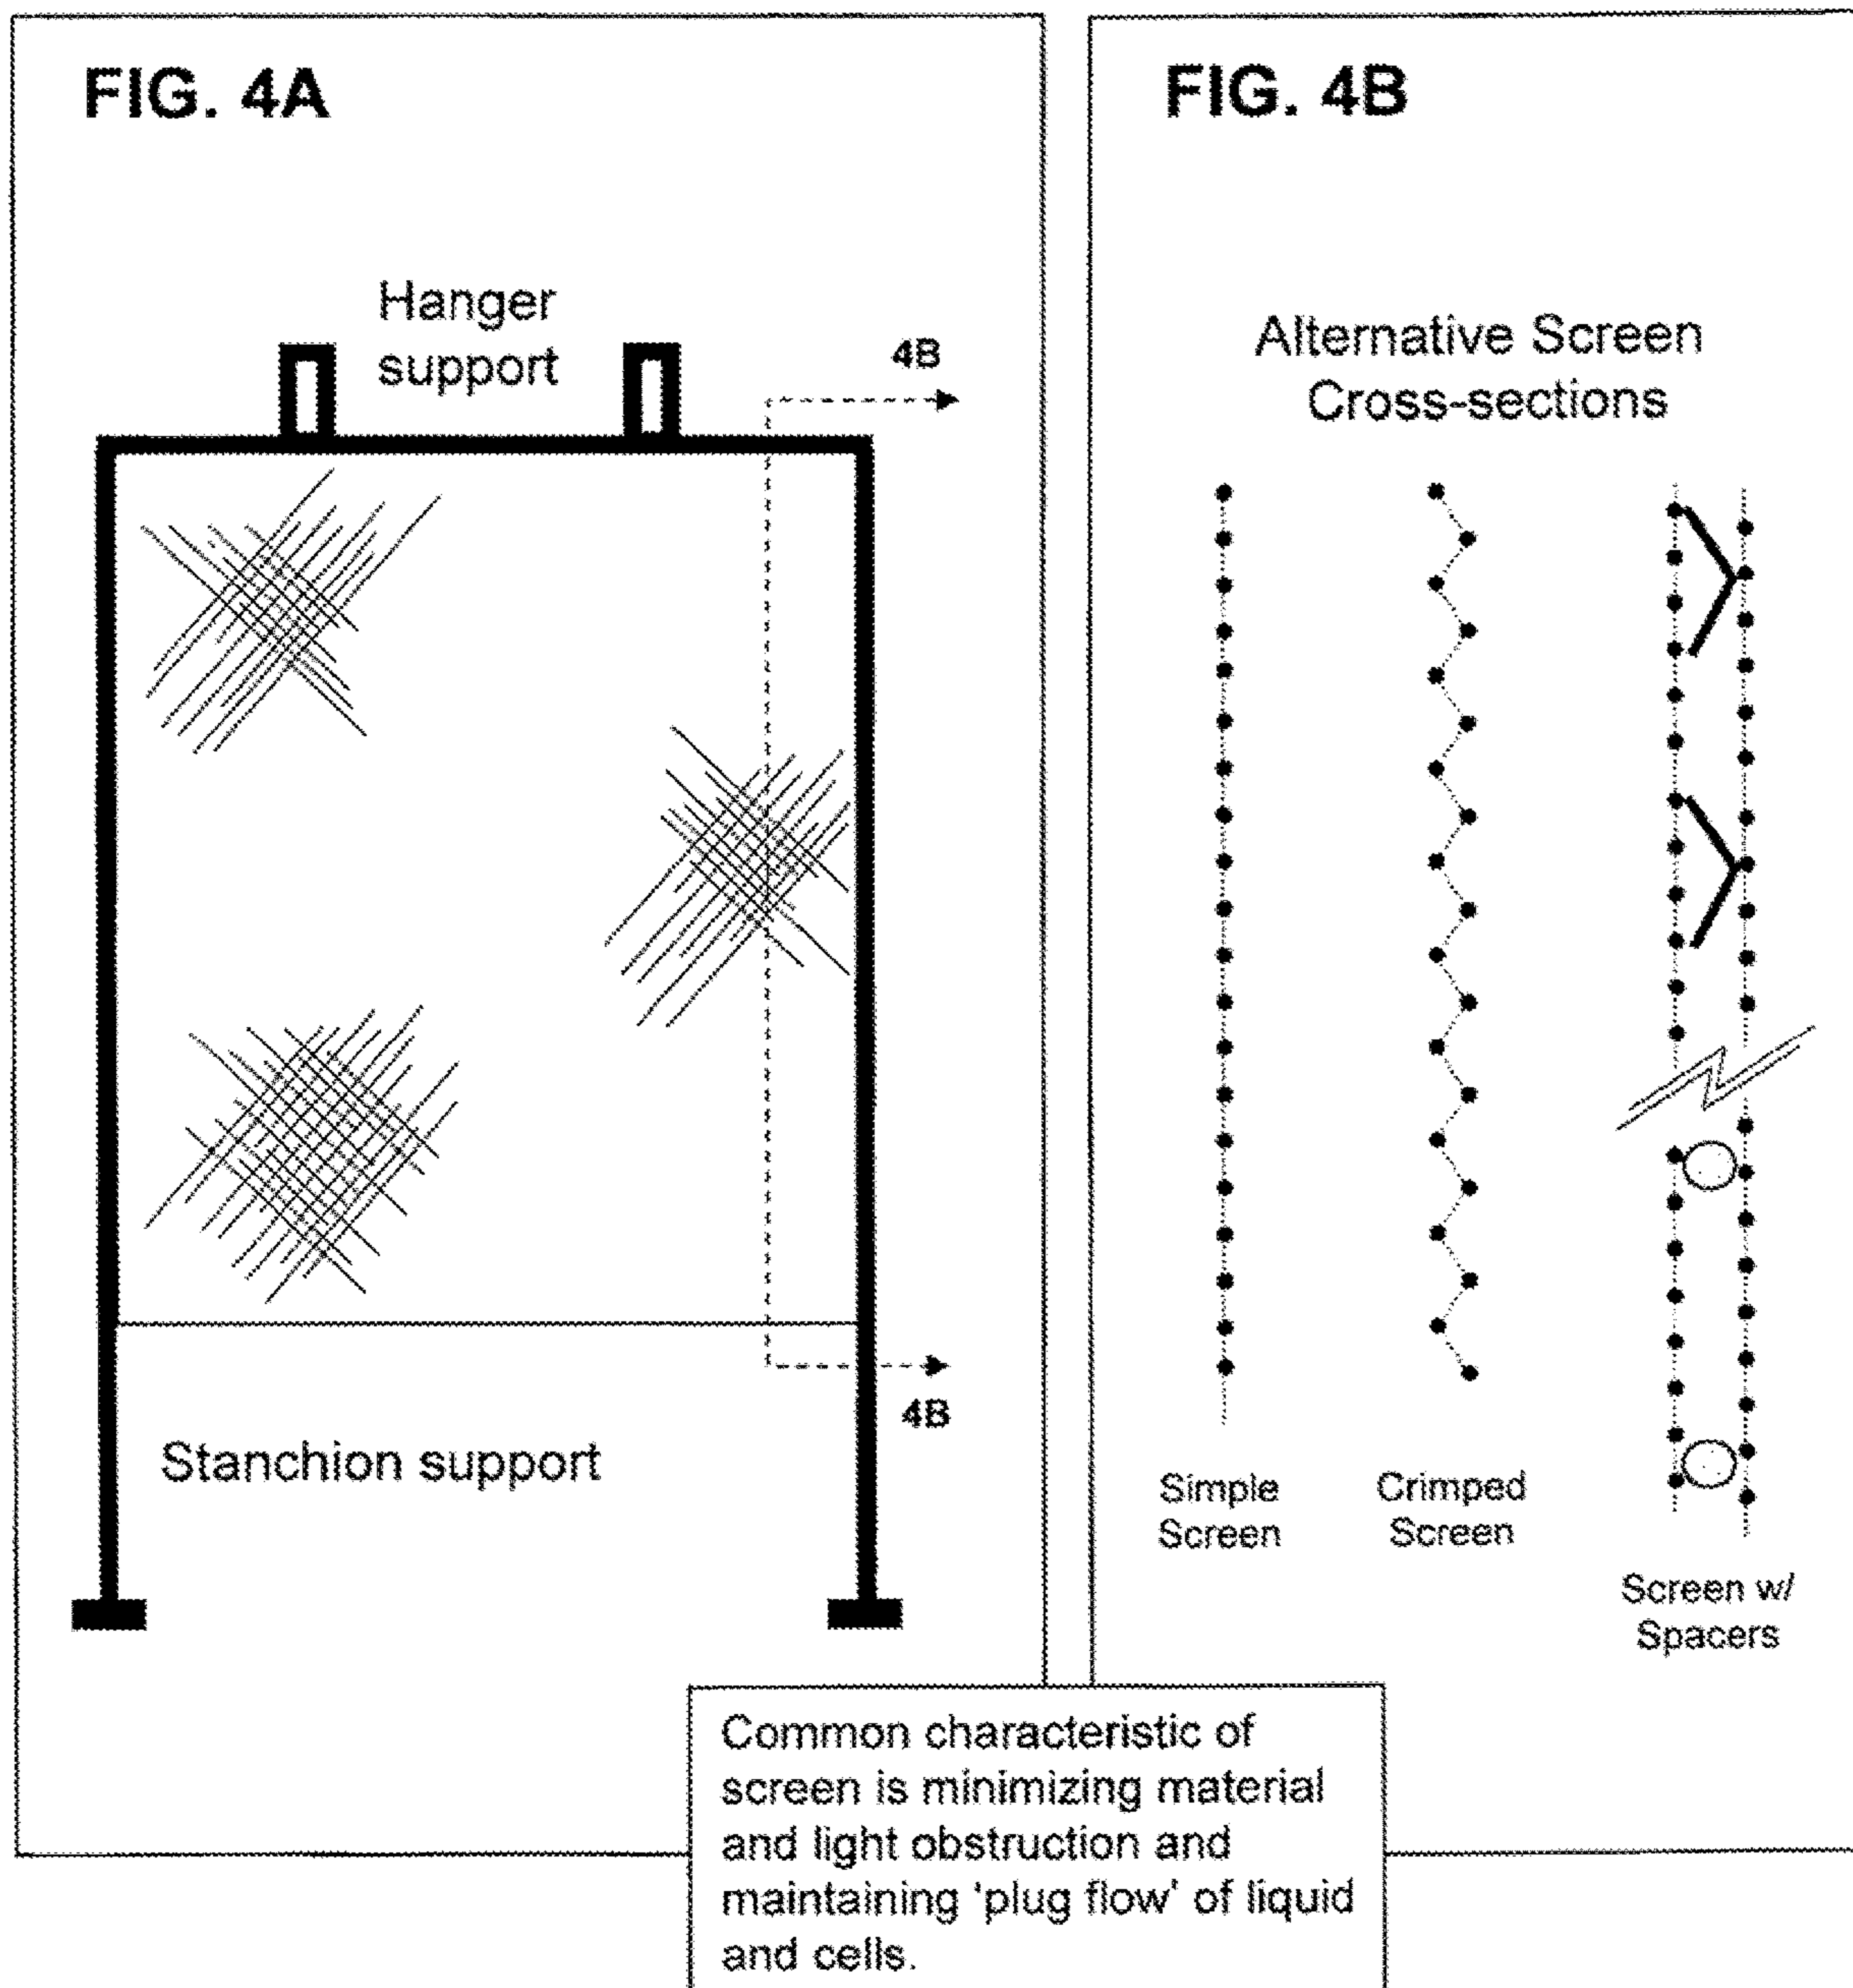 FIG. 4A
Hanger
support
4B
4B
Stanchion support
FIG. 4B
Alternative Screen
Cross-sections
Simple
Screen
Crimped
Screen
Screen w/
Spacers
Common characteristic of
screen is minimizing material
and light obstruction and
maintaining 'plug flow' of liquid
and cells.